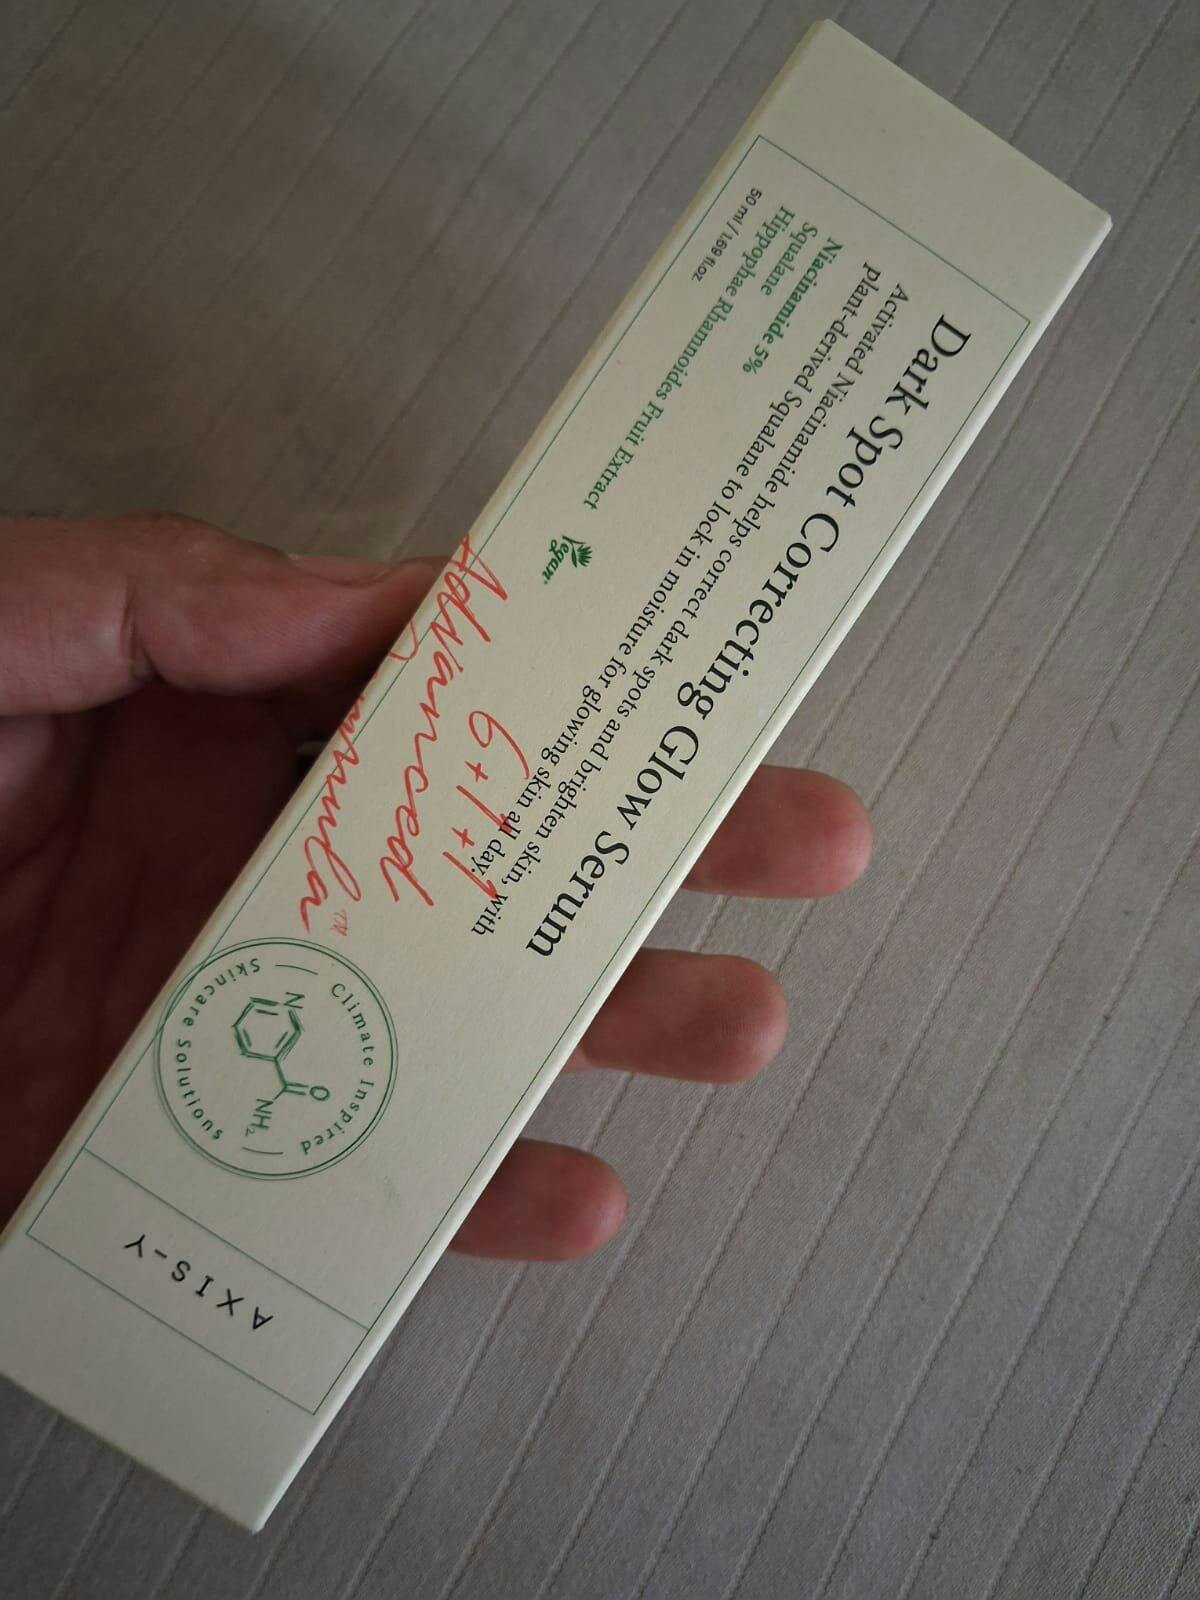 Dark Spot Correcting Glow Serum
Activated Niacinamide helps correct dark spots and brighten skin, with
plant-derived Squalane to lock in moisture for glowing skin all day.
Niacinamide 5%
Squalane
Hippophae Rhamnoides Fruit Extract
50 ml / 1.69 fl.oz
Vegan
6+1+1
Advanced
Formula™
Climate Inspired
Skincare Solutions
N
O
NH₂
AXIS-Y